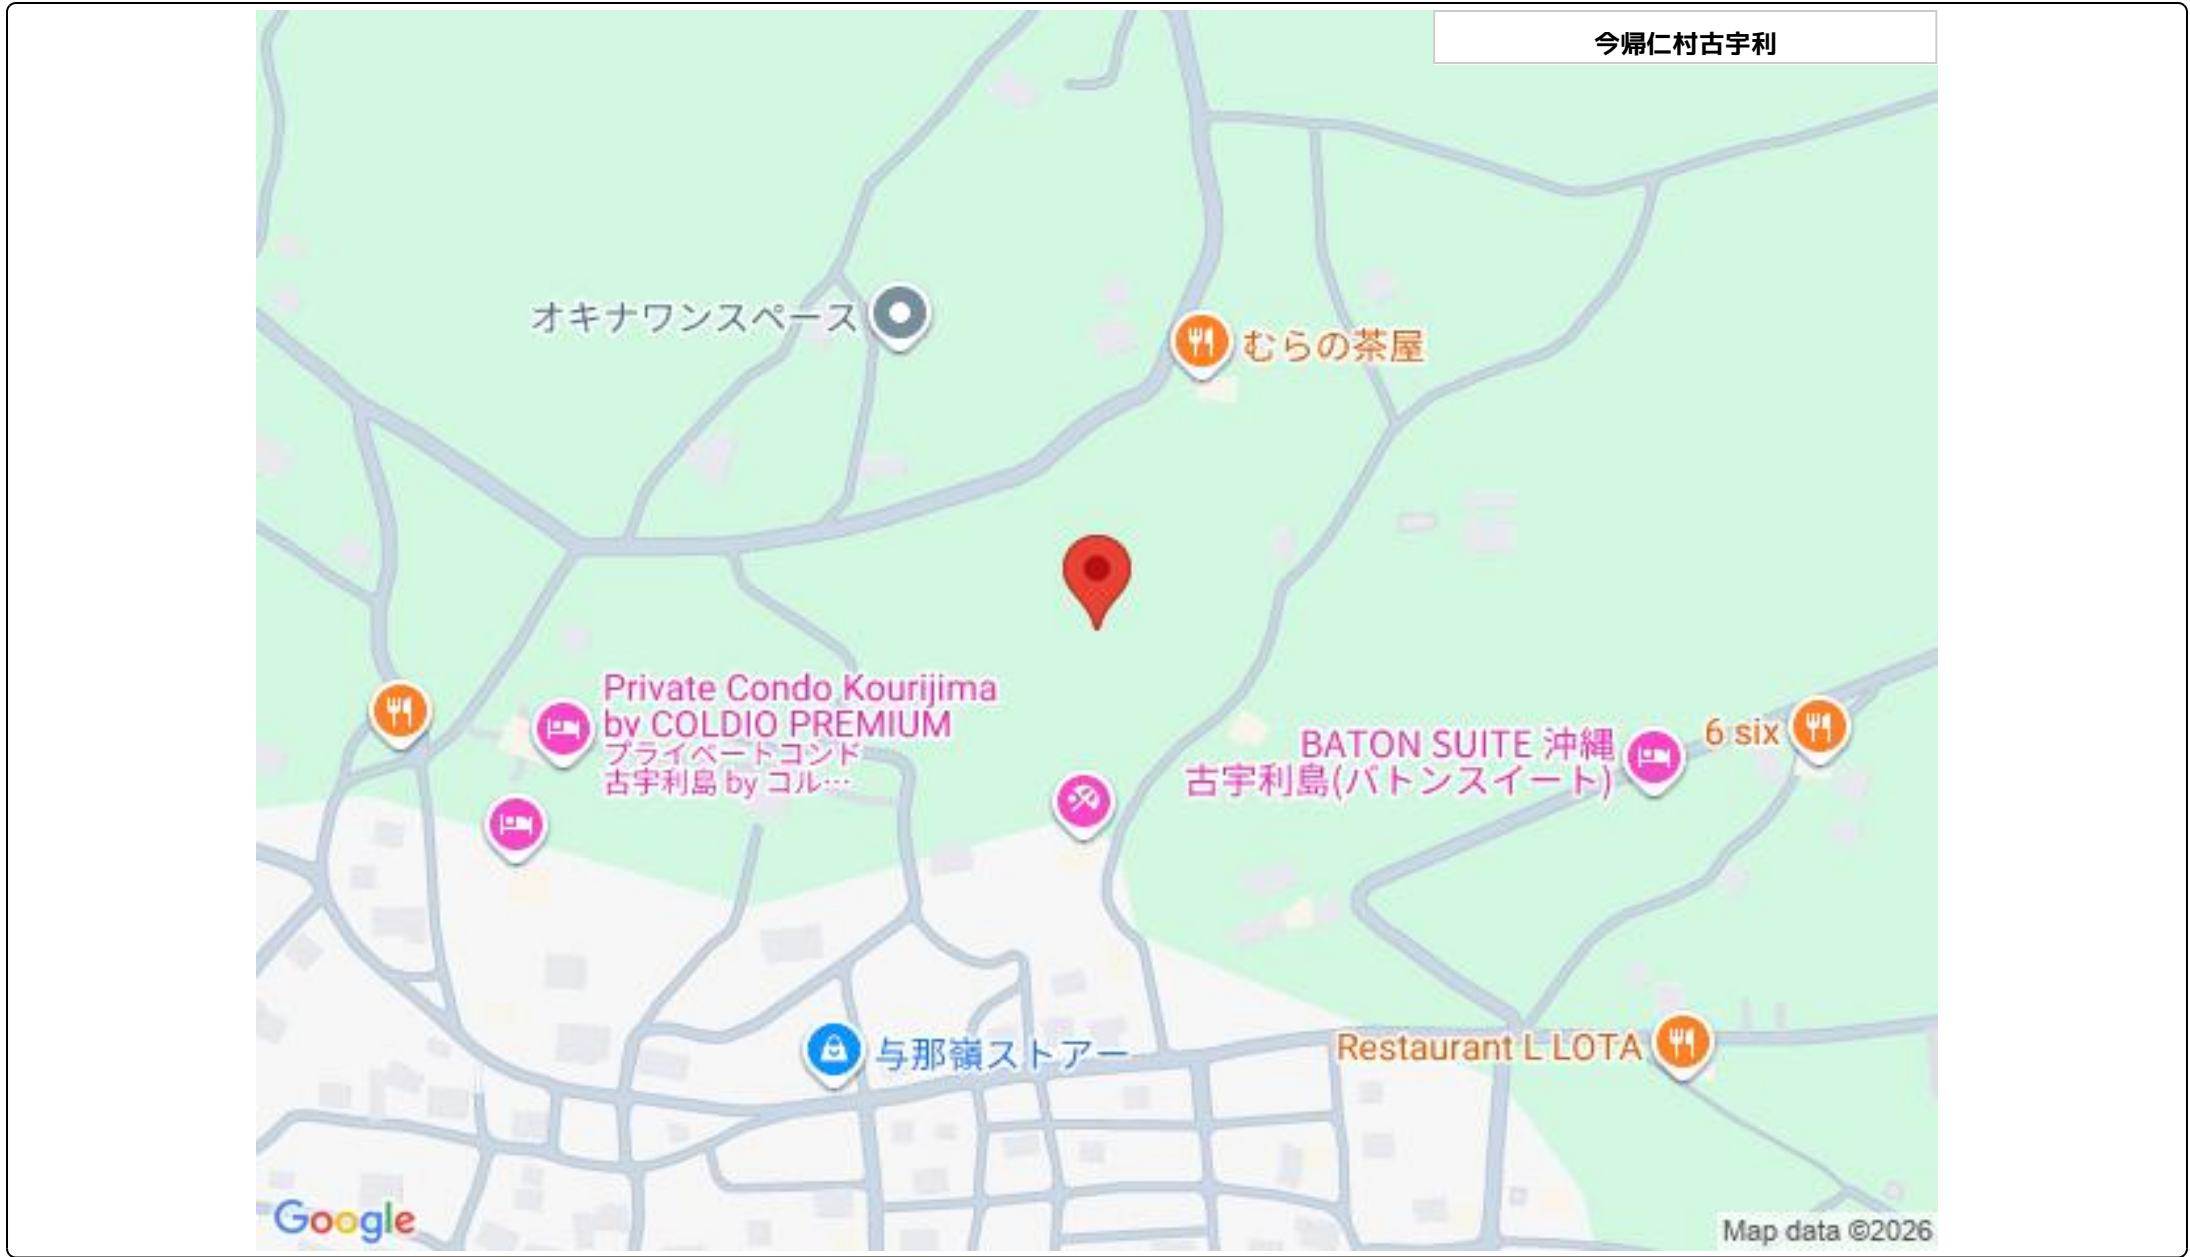 今帰仁村古宇利
オキナワンスペース
むらの茶屋
Private Condo Kourijima
by COLDIO PREMIUM
プライベートコンド
古宇利島 by コル…
BATON SUITE 沖縄
古宇利島(バトンスイート)
6 six
与那嶺ストアー
Restaurant L LOTA
Google
Map data ©2026